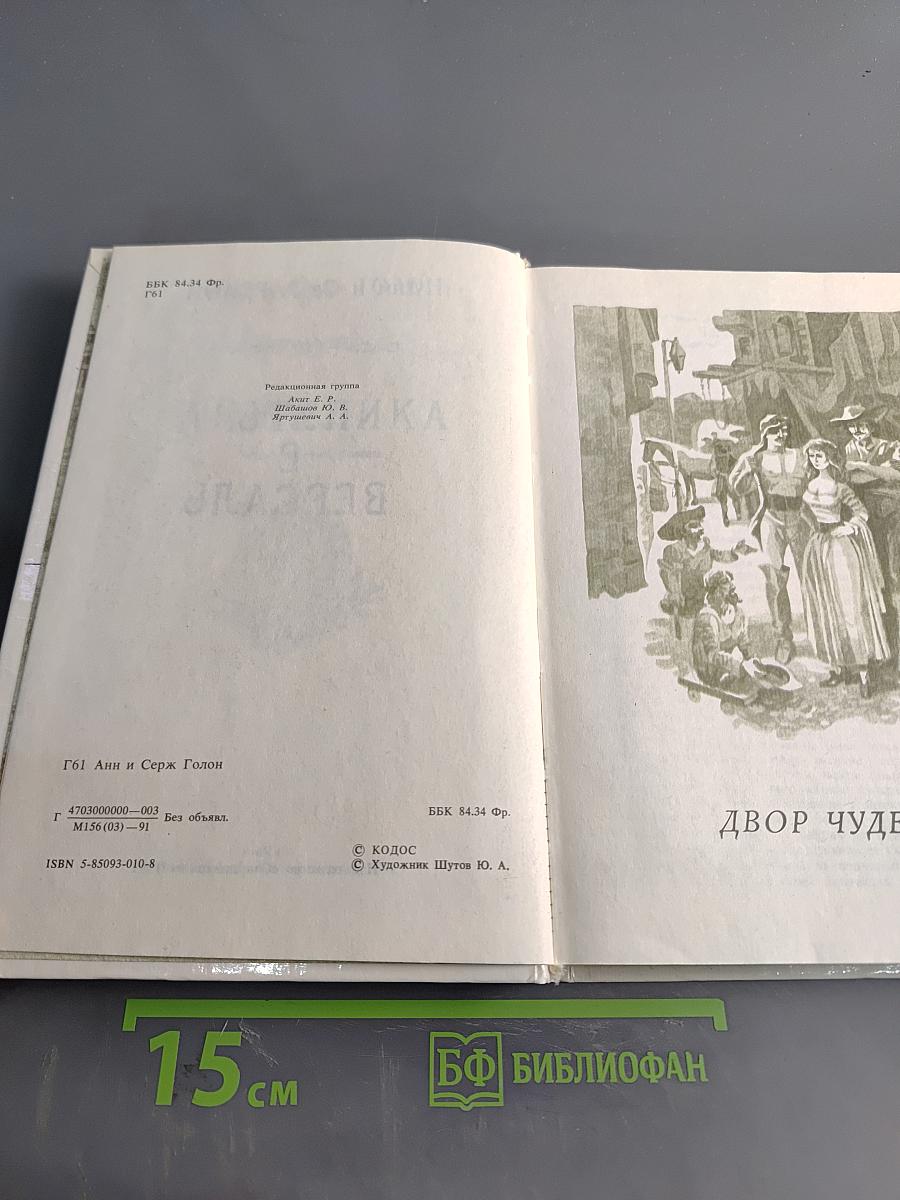 ББК 84.34 Фр.
Г61
Редакционная группа
Акит Е. Р.
Шабашов Ю. В.
Яртушевич А. А.
Г61 Анн и Серж Голон
Г 4703000000—003
М156(03)—91
Без объявл.
ББК 84.34 Фр.
ISBN 5-85093-010-8
© КОДОС
© Художник Шутов Ю. А.
ДВОР ЧУДЕ
15 см
БФ БИБЛИОФАН